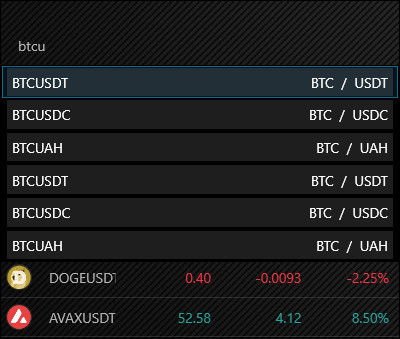 btcu
BTCUSDT BTC / USDT
BTCUSDC BTC / USDC
BTCUAH BTC / UAH
BTCUSDT BTC / USDT
BTCUSDC BTC / USDC
BTCUAH BTC / UAH
DOGEUSDT 0.40 -0.0093 -2.25%
AVAXUSDT 52.58 4.12 8.50%